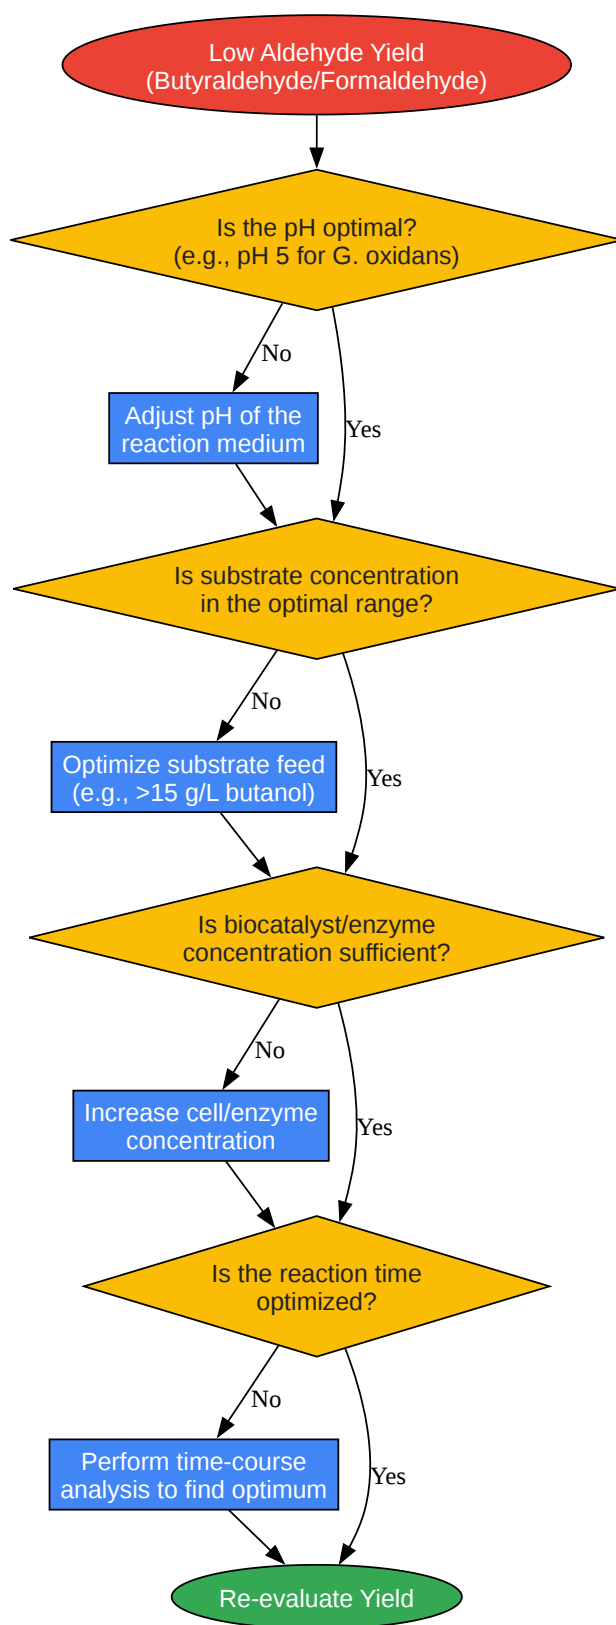 Low Aldehyde Yield
(Butyraldehyde/Formaldehyde)
Is the pH optimal?
(e.g., pH 5 for G. oxidans)
No
Adjust pH of the
reaction medium
Yes
Is substrate concentration
in the optimal range?
No
Optimize substrate feed
(e.g., >15 g/L butanol)
Yes
Is biocatalyst/enzyme
concentration sufficient?
No
Increase cell/enzyme
concentration
Yes
Is the reaction time
optimized?
No
Perform time-course
analysis to find optimum
Yes
Re-evaluate Yield